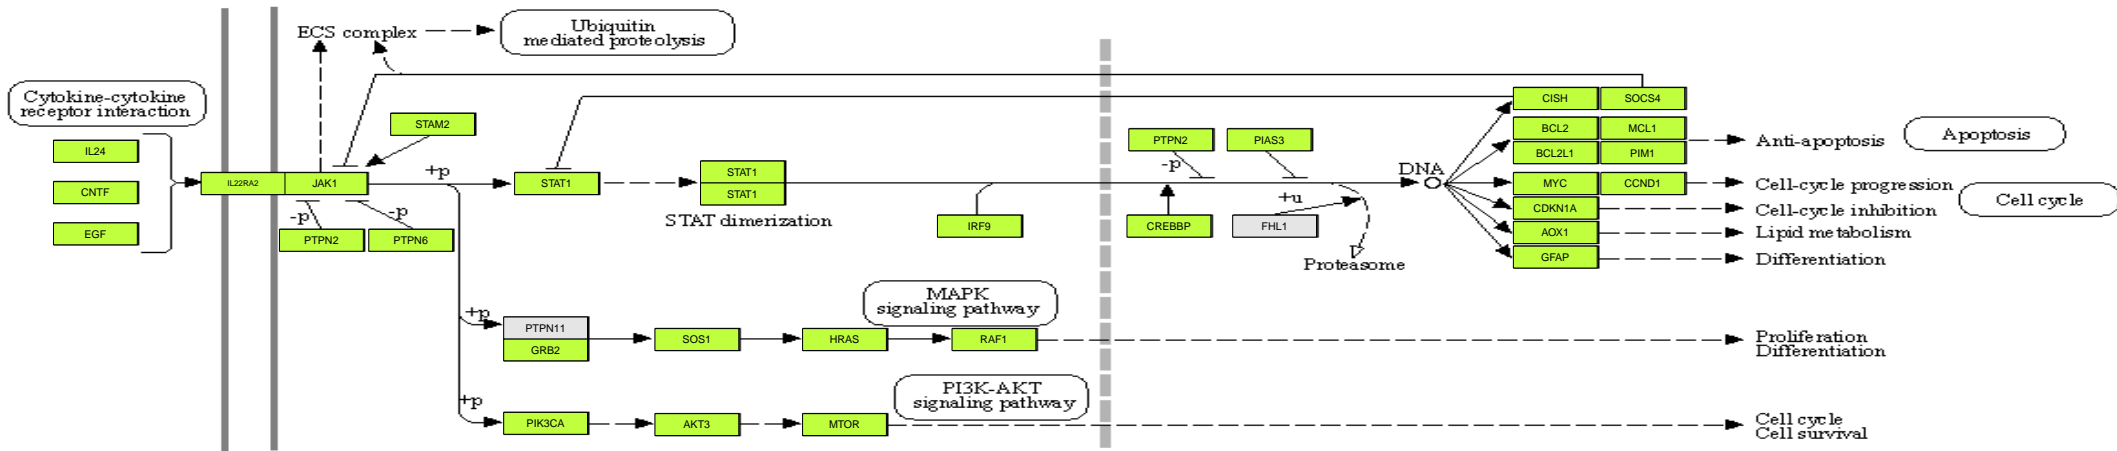 Ubiquitin
mediated proteolysis
ECS complex
Cytokine-cytokine
receptor interaction
CISH
SOCS4
STAM2
BCL2
MCL1
PTPN2
PIAS3
Anti-apoptosis
Apoptosis
IL24
-p
BCL2L1
PIM1
DNA
+p
STAT1
IL22RA2
JAK1
STAT1
STAT1
MYC
CCND1
Cell-cycle progression
CNTF
+u
Cell cycle
CDKN1A
Cell-cycle inhibition
-p
-p
STAT dimerization
IRF9
CREBBP
FHL1
AOX1
Lipid metabolism
EGF
PTPN2
PTPN6
GFAP
Differentiation
Proteasome
MAPK
signaling pathway
+p
PTPN11
GRB2
SOS1
HRAS
RAF1
Proliferation
Differentiation
PI3K-AKT
signaling pathway
+p
PIK3CA
AKT3
MTOR
Cell cycle
Cell survival